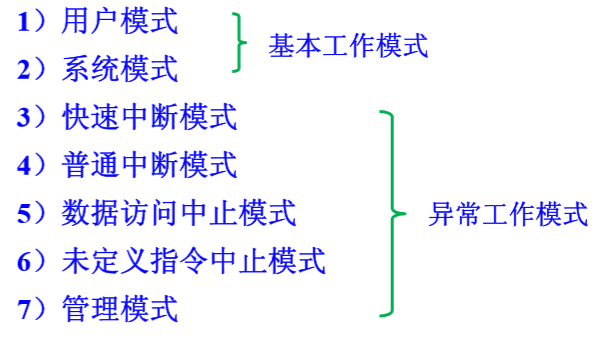 1）用户模式
2）系统模式
基本工作模式
3）快速中断模式
4）普通中断模式
5）数据访问中止模式
6）未定义指令中止模式
7）管理模式
异常工作模式